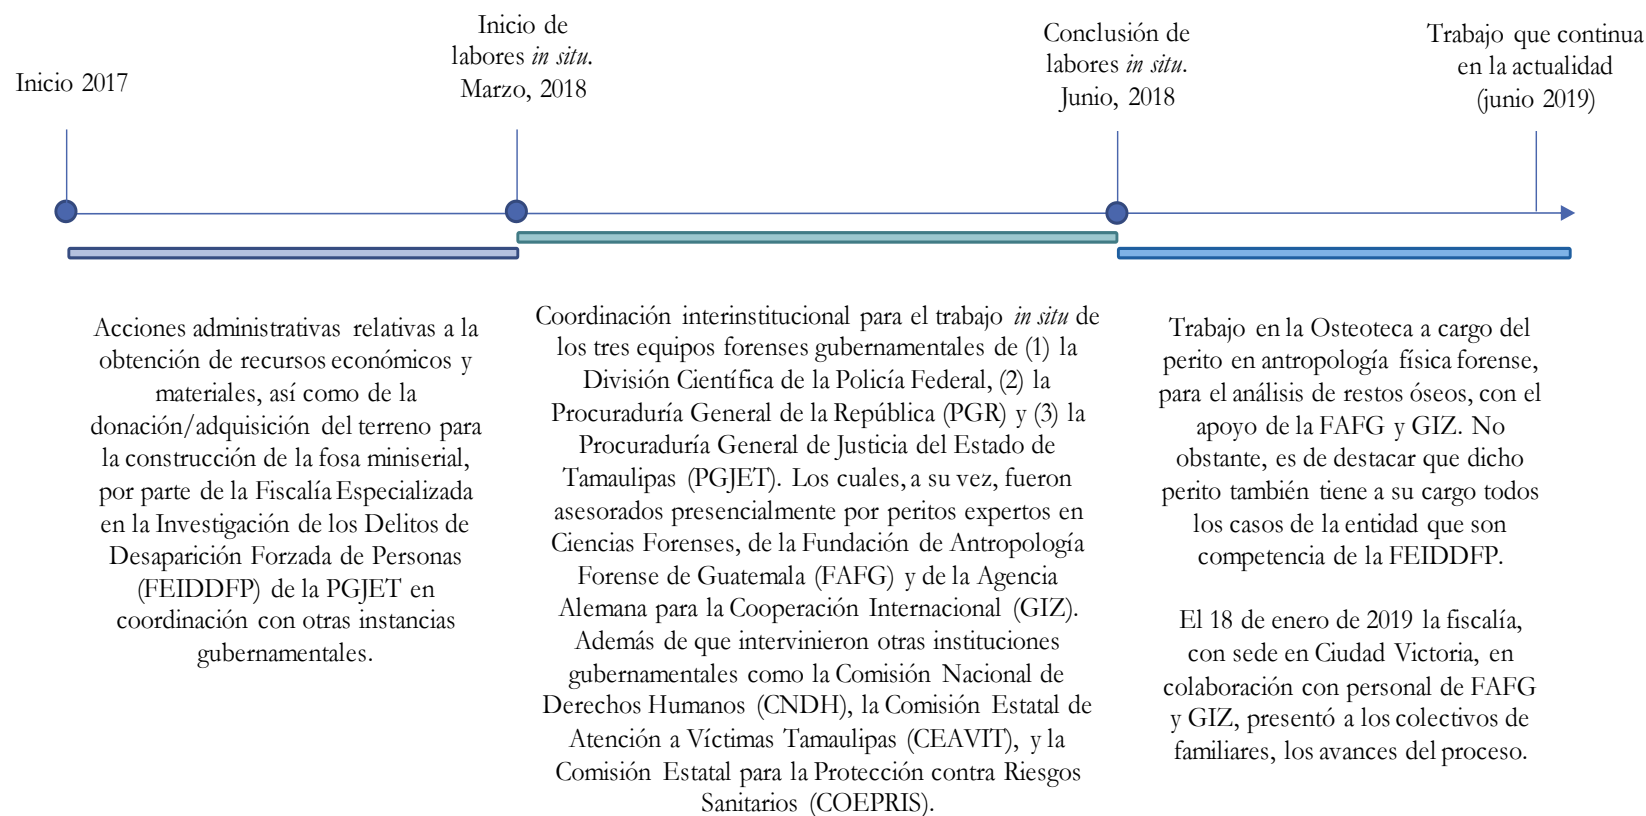 Inicio 2017
Inicio de
labores in situ.
Marzo, 2018
Conclusión de
labores in situ.
Junio, 2018
Trabajo que continua
en la actualidad
(junio 2019)
Acciones administrativas relativas a la
obtención de recursos económicos y
materiales, así como de la
donación/adquisición del terreno para
la construcción de la fosa miniserial,
por parte de la Fiscalía Especializada
en la Investigación de los Delitos de
Desaparición Forzada de Personas
(FEIDDFP) de la PGJET en
coordinación con otras instancias
gubernamentales.
Coordinación interinstitucional para el trabajo in situ de
los tres equipos forenses gubernamentales de (1) la
División Científica de la Policía Federal, (2) la
Procuraduría General de la República (PGR) y (3) la
Procuraduría General de Justicia del Estado de
Tamaulipas (PGJET). Los cuales, a su vez, fueron
asesorados presencialmente por peritos expertos en
Ciencias Forenses, de la Fundación de Antropología
Forense de Guatemala (FAFG) y de la Agencia
Alemana para la Cooperación Internacional (GIZ).
Además de que intervinieron otras instituciones
gubernamentales como la Comisión Nacional de
Derechos Humanos (CNDH), la Comisión Estatal de
Atención a Víctimas Tamaulipas (CEAVIT), y la
Comisión Estatal para la Protección contra Riesgos
Sanitarios (COEPRIS).
Trabajo en la Osteoteca a cargo del
perito en antropología física forense,
para el análisis de restos óseos, con el
apoyo de la FAFG y GIZ. No
obstante, es de destacar que dicho
perito también tiene a su cargo todos
los casos de la entidad que son
competencia de la FEIDDFP.
El 18 de enero de 2019 la fiscalía,
con sede en Ciudad Victoria, en
colaboración con personal de FAFG
y GIZ, presentó a los colectivos de
familiares, los avances del proceso.